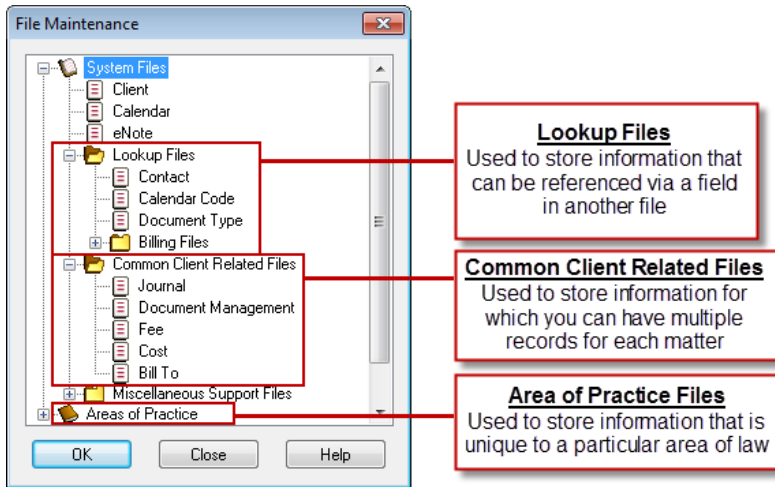 File Maintenance
System Files
Client
Calendar
eNote
Lookup Files
Contact
Calendar Code
Document Type
Billing Files
Common Client Related Files
Journal
Document Management
Fee
Cost
Bill To
Miscellaneous Support Files
Areas of Practice
OK
Close
Help
Lookup Files
Used to store information that
can be referenced via a field
in another file
Common Client Related Files
Used to store information for
which you can have multiple
records for each matter
Area of Practice Files
Used to store information that is
unique to a particular area of law